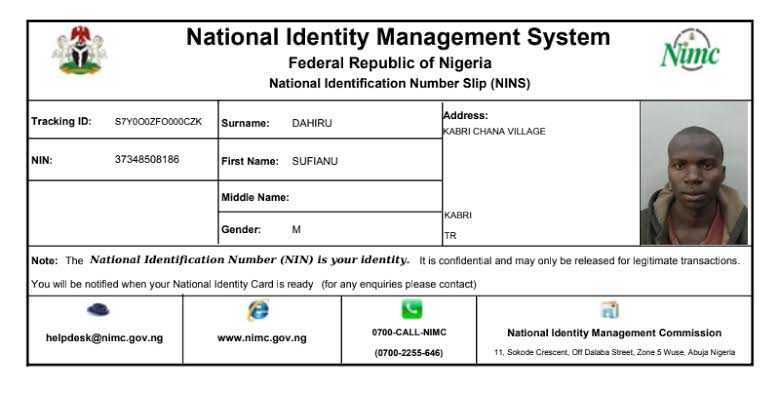 National Identity Management System
Federal Republic of Nigeria
National Identification Number Slip (NINS)
Nimc
Tracking ID: S7Y0O0ZFO000CZK
Surname: DAHIRU
Address:
KABRI CHANA VILLAGE
NIN: 37348508186
First Name: SUFIANU
Middle Name:
KABRI
Gender: M
TR
Note: The National Identification Number (NIN) is your identity. It is confidential and may only be released for legitimate transactions.
You will be notified when your National Identity Card is ready (for any enquiries please contact)
helpdesk@nimc.gov.ng
www.nimc.gov.ng
0700-CALL-NIMC
(0700-2255-646)
National Identity Management Commission
11, Sokode Crescent, Off Dalaba Street, Zone 5 Wuse, Abuja Nigeria